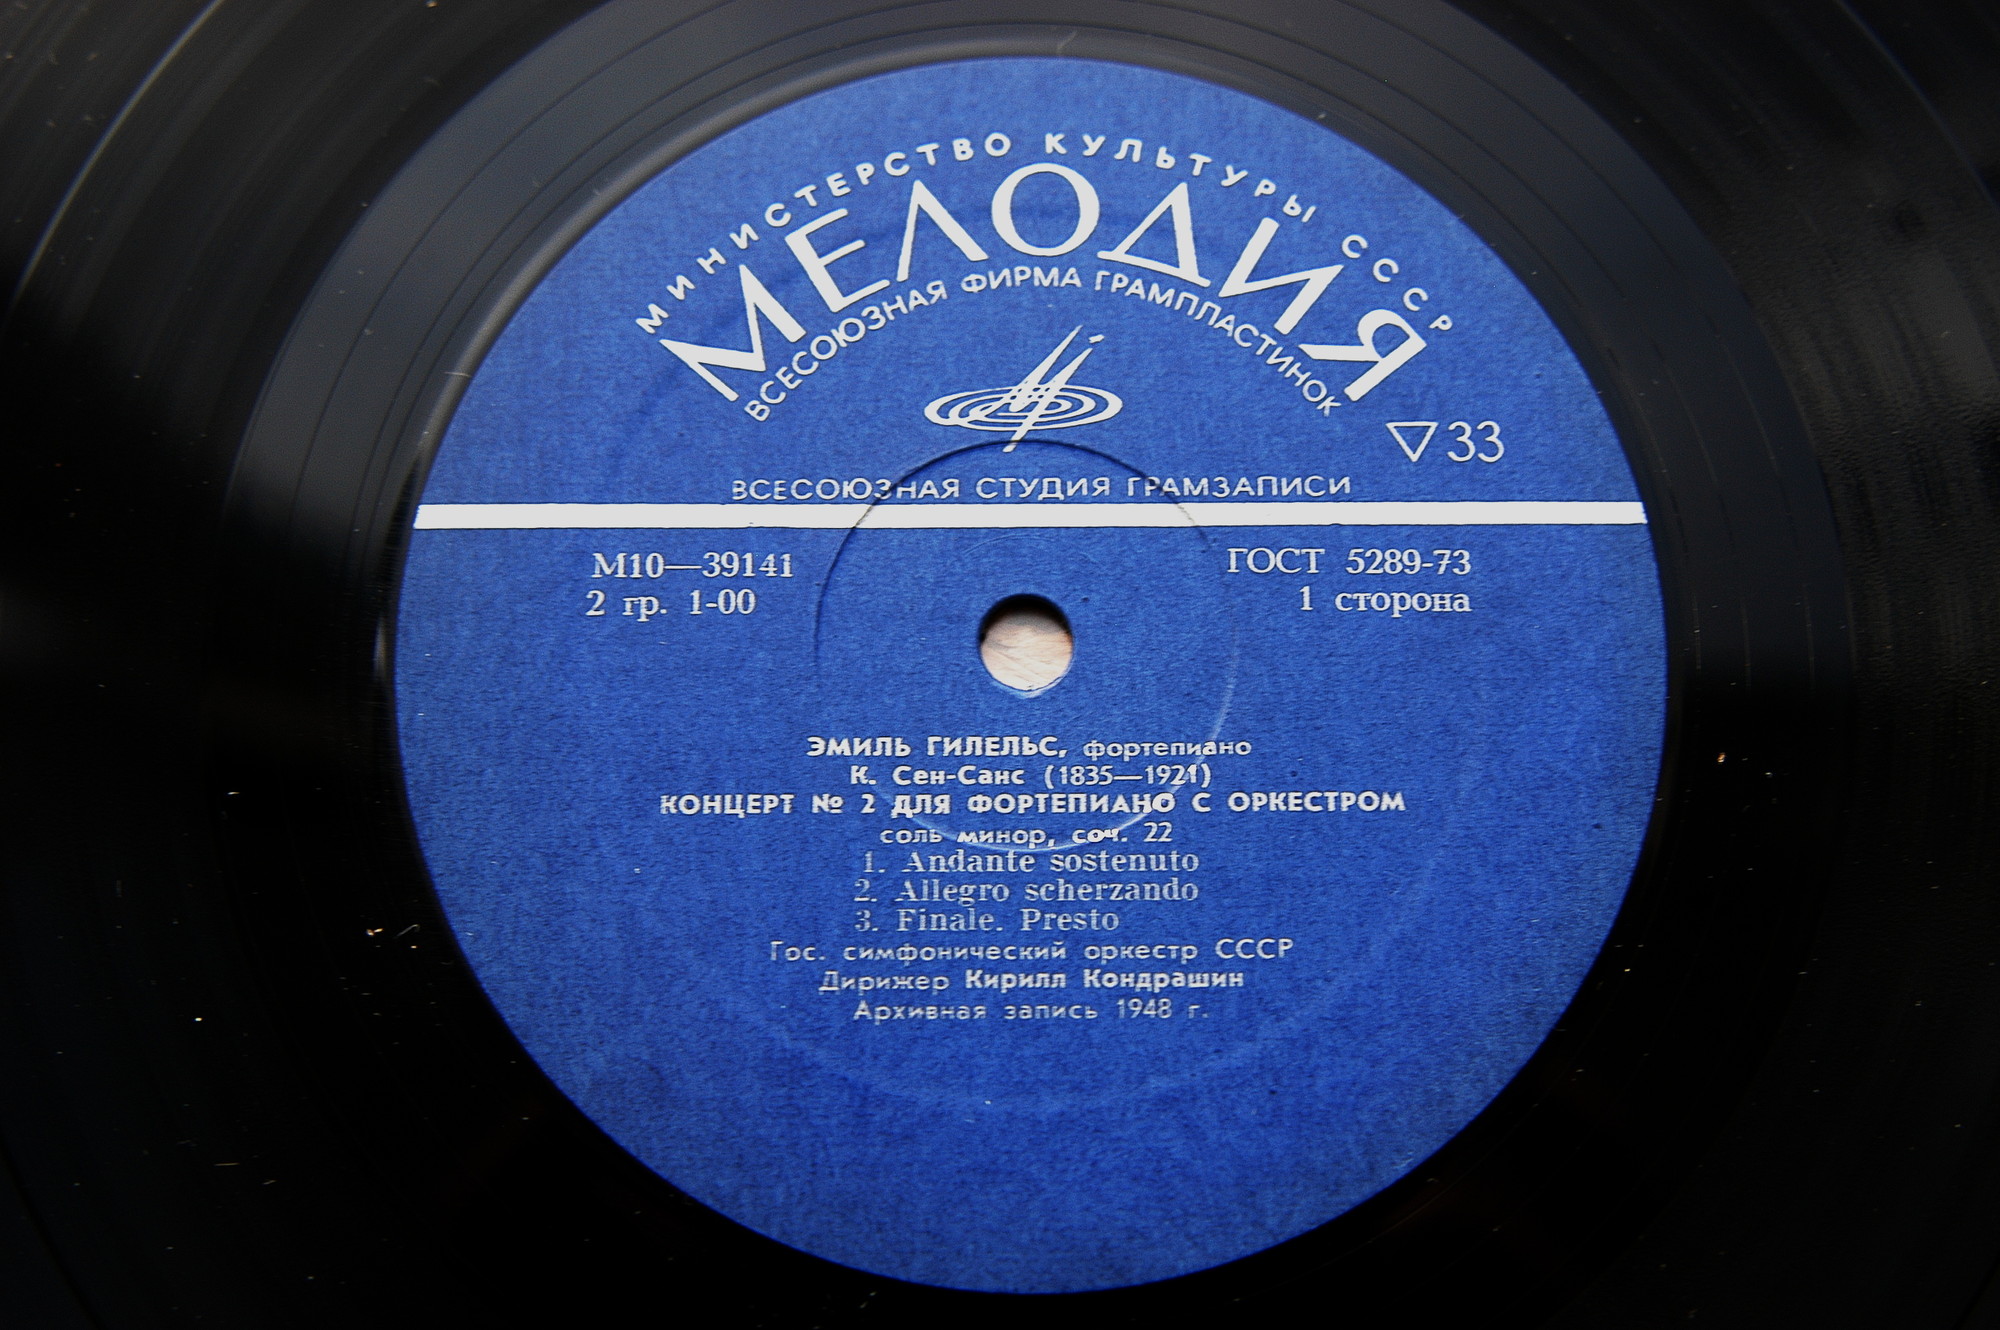 МИНИСТЕРСТВО КУЛЬТУРЫ СССР
МЕЛОДИЯ
ВСЕСОЮЗНАЯ ФИРМА ГРАМПЛАСТИНОК
▽33
ВСЕСОЮЗНАЯ СТУДИЯ ГРАМЗАПИСИ
М10—39141
ГОСТ 5289-73
2 гр. 1-00
1 сторона
ЭМИЛЬ ГИЛЕЛЬС, фортепиано
К. Сен-Санс (1835—1921)
КОНЦЕРТ № 2 ДЛЯ ФОРТЕПИАНО С ОРКЕСТРОМ
соль минор, соч. 22
1. Andante sostenuto
2. Allegro scherzando
3. Finale. Presto
Гос. симфонический оркестр СССР
Дирижер Кирилл Кондрашин
Архивная запись 1948 г.